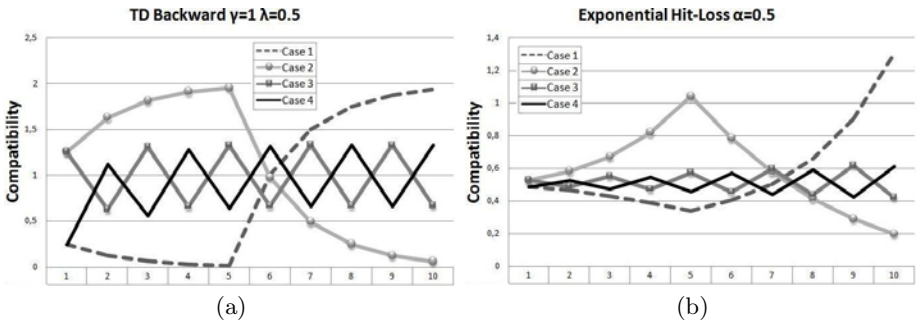 TD Backward γ=1 λ=0.5
Compatibility
2,5
2
1,5
1
0,5
0
Case 1
Case 2
Case 3
Case 4
1 2 3 4 5 6 7 8 9 10
(a)
Exponential Hit-Loss α=0.5
Compatibility
1,4
1,2
1
0,8
0,6
0,4
0,2
0
Case 1
Case 2
Case 3
Case 4
1 2 3 4 5 6 7 8 9 10
(b)